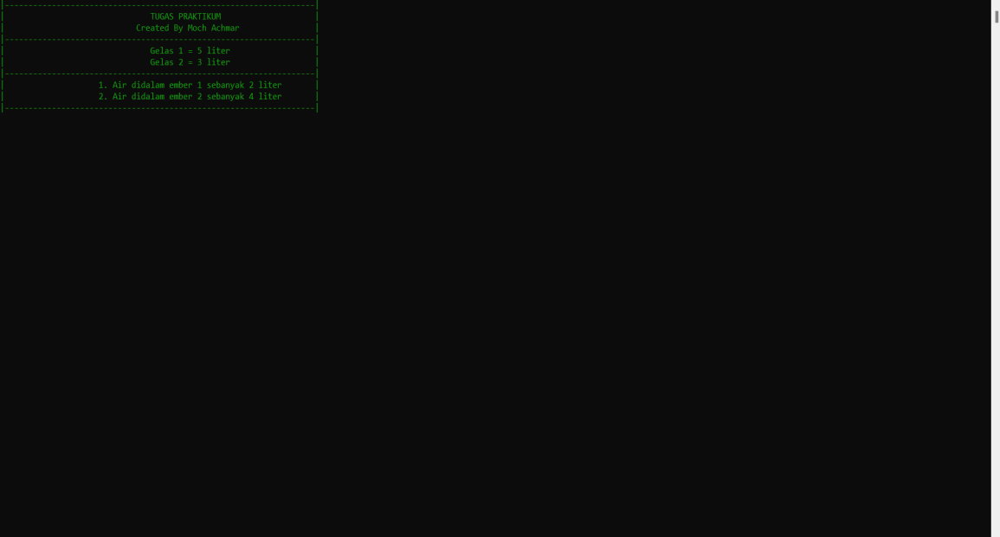 |------------------------------------------------------------------|
| TUGAS PRAKTIKUM |
| Created By Moch Achmar |
|------------------------------------------------------------------|
| Gelas 1 = 5 liter |
| Gelas 2 = 3 liter |
|------------------------------------------------------------------|
| 1. Air didalam ember 1 sebanyak 2 liter |
| 2. Air didalam ember 2 sebanyak 4 liter |
|------------------------------------------------------------------|